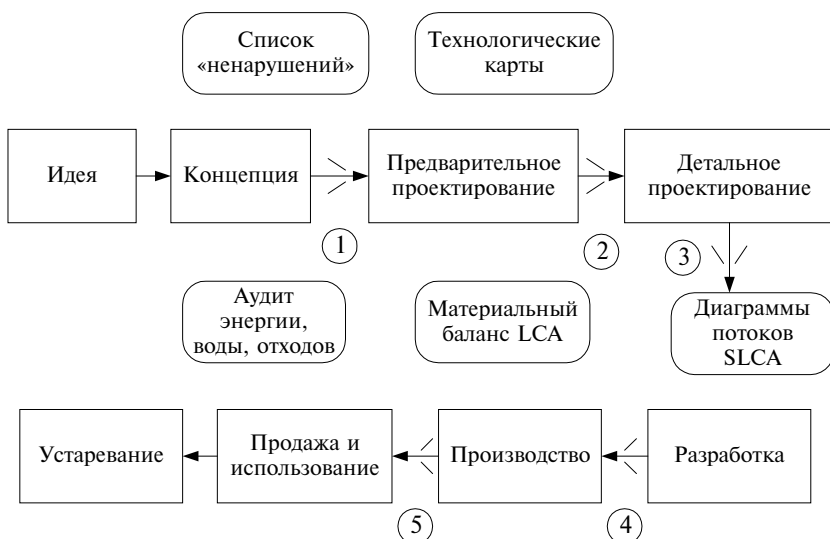 Список
«ненарушений»
Технологические
карты
Идея
Концепция
Предварительное
проектирование
Детальное
проектирование
1
2
3
Аудит
энергии,
воды, отходов
Материальный
баланс LCA
Диаграммы
потоков
SLCA
Устаревание
Продажа и
использование
Производство
Разработка
5
4